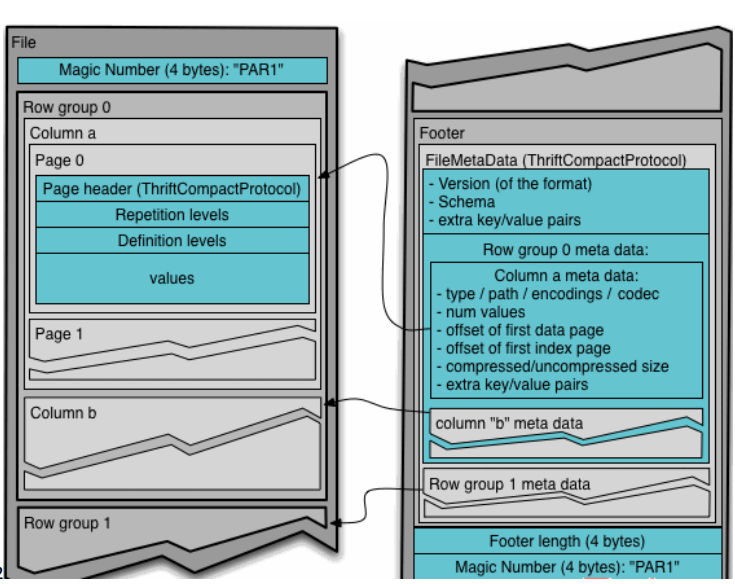 File
Magic Number (4 bytes): "PAR1"
Row group 0
Column a
Page 0
Page header (ThriftCompactProtocol)
Repetition levels
Definition levels
values
Page 1
Column b
Row group 1
2.
Footer
FileMetaData (ThriftCompactProtocol)
- Version (of the format)
- Schema
- extra key/value pairs
Row group 0 meta data:
Column a meta data:
- type / path / encodings / codec
- num values
- offset of first data page
- offset of first index page
- compressed/uncompressed size
- extra key/value pairs
column "b" meta data
Row group 1 meta data
Footer length (4 bytes)
Magic Number (4 bytes): "PAR1"